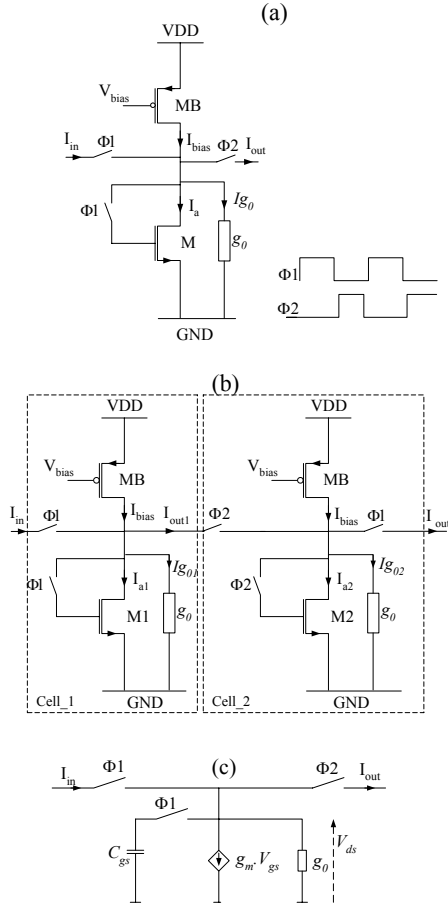 (a)
VDD
V_bias
MB
I_in
Φ1
I_bias
Φ2
I_out
Φ1
I_a
Ig_0
M
g_0
GND
Φ1
Φ2
(b)
VDD
VDD
V_bias
MB
V_bias
MB
I_in
Φ1
I_bias
I_out1
Φ2
I_bias
Φ1
I_out
Φ1
I_a1
Ig_01
Φ2
I_a2
Ig_02
M1
g_0
M2
g_0
Cell_1
GND
Cell_2
GND
(c)
I_in
Φ1
Φ2
I_out
Φ1
C_gs
g_m.V_gs
g_0
V_ds